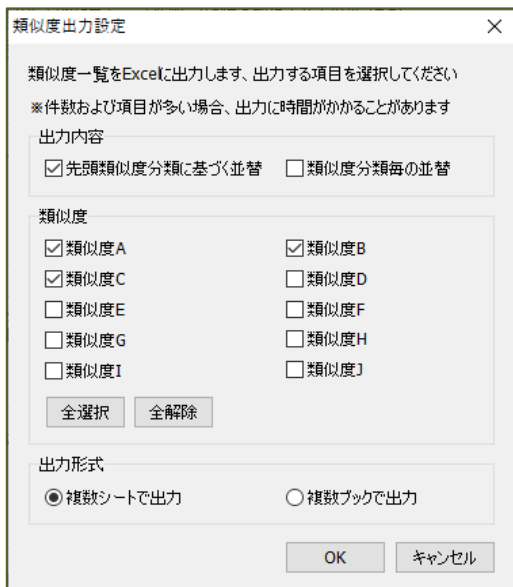 類似度出力設定
類似度一覧をExcelに出力します、出力する項目を選択してください
※件数および項目が多い場合、出力に時間がかかることがあります
出力内容
先頭類似度分類に基づく並替 類似度分類毎の並替
類似度
類似度A 類似度B
類似度C 類似度D
類似度E 類似度F
類似度G 類似度H
類似度I 類似度J
全選択 全解除
出力形式
複数シートで出力 複数ブックで出力
OK キャンセル